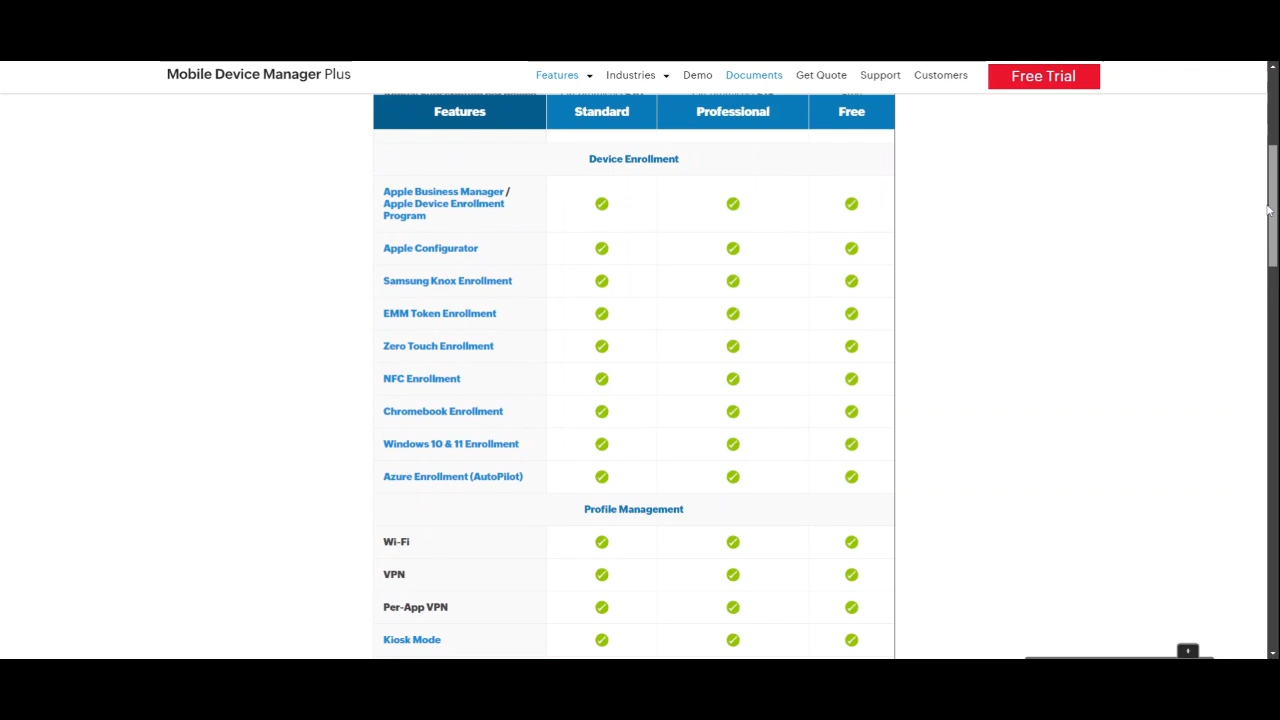 Mobile Device Manager Plus
Features Industries Demo Documents Get Quote Support Customers Free Trial
Features Standard Professional Free
Device Enrollment
Apple Business Manager /
Apple Device Enrollment
Program
Apple Configurator
Samsung Knox Enrollment
EMM Token Enrollment
Zero Touch Enrollment
NFC Enrollment
Chromebook Enrollment
Windows 10 & 11 Enrollment
Azure Enrollment (AutoPilot)
Profile Management
Wi-Fi
VPN
Per-App VPN
Kiosk Mode